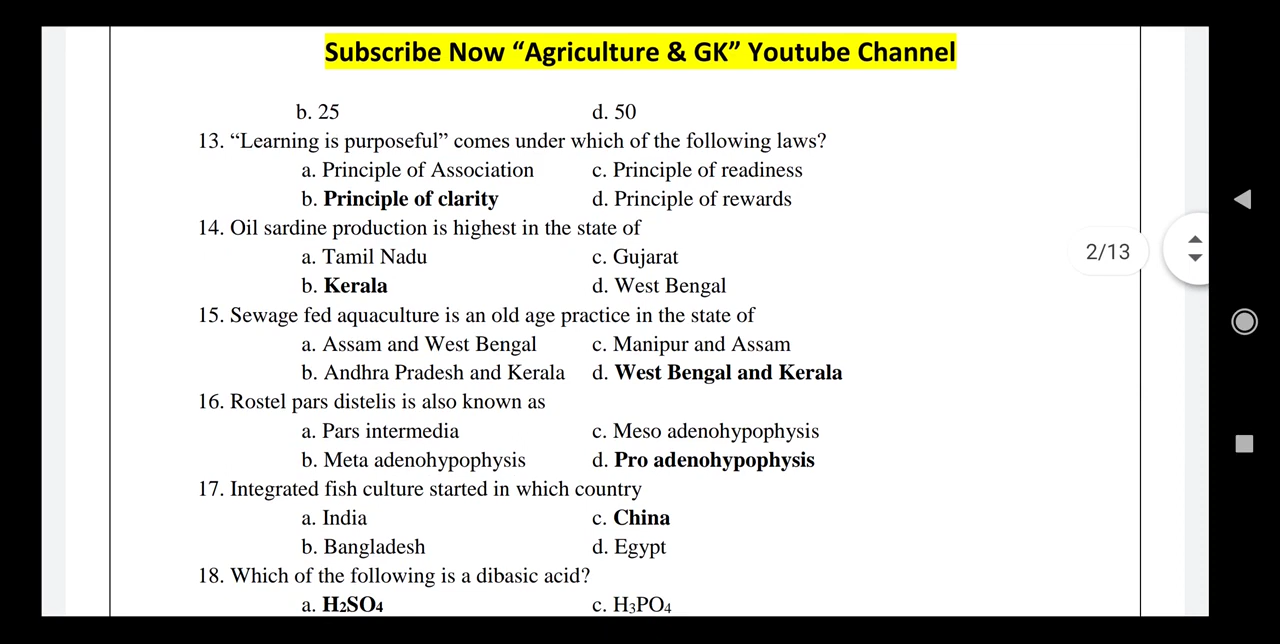 Subscribe Now “Agriculture & GK” Youtube Channel
b. 25 d. 50
13. “Learning is purposeful” comes under which of the following laws?
a. Principle of Association c. Principle of readiness
b. Principle of clarity d. Principle of rewards
14. Oil sardine production is highest in the state of
a. Tamil Nadu c. Gujarat
b. Kerala d. West Bengal
15. Sewage fed aquaculture is an old age practice in the state of
a. Assam and West Bengal c. Manipur and Assam
b. Andhra Pradesh and Kerala d. West Bengal and Kerala
16. Rostel pars distelis is also known as
a. Pars intermedia c. Meso adenohypophysis
b. Meta adenohypophysis d. Pro adenohypophysis
17. Integrated fish culture started in which country
a. India c. China
b. Bangladesh d. Egypt
18. Which of the following is a dibasic acid?
a. H2SO4 c. H3PO4
2/13